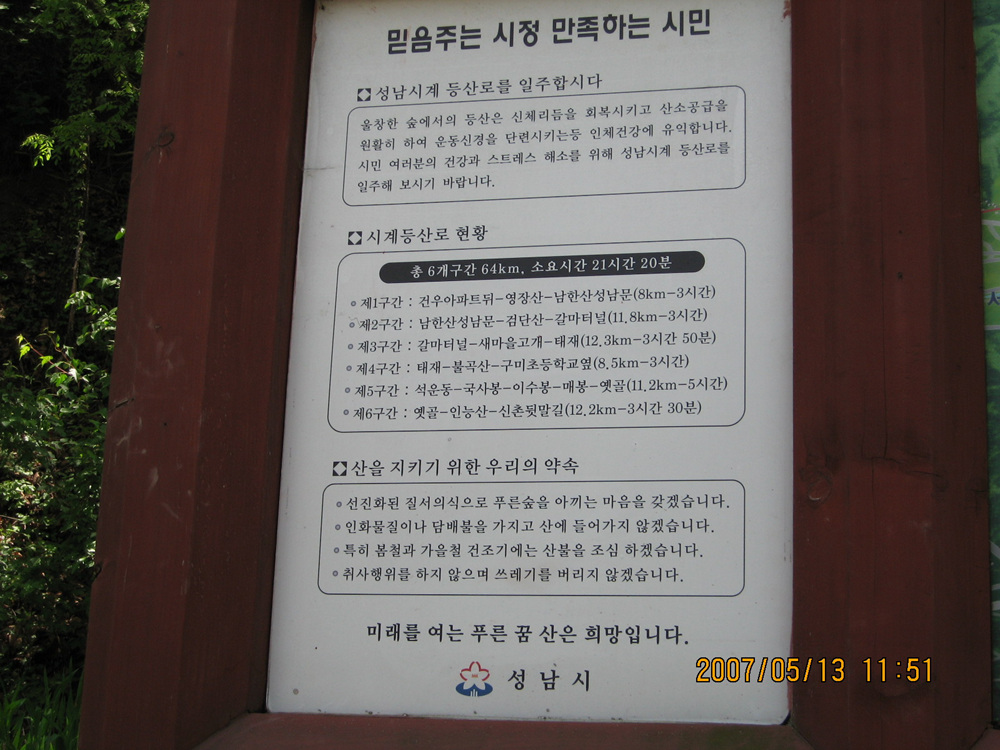 믿음주는 시정 만족하는 시민
성남시계 등산로를 일주합시다
울창한 숲에서의 등산은 신체리듬을 회복시키고 산소공급을
원활히 하여 운동신경을 단련시키는등 인체건강에 유익합니다.
시민 여러분의 건강과 스트레스 해소를 위해 성남시계 등산로를
일주해 보시기 바랍니다.
시계등산로 현황
총 6개구간 64km, 소요시간 21시간 20분
제1구간 : 건우아파트뒤-영장산-남한산성남문(8km-3시간)
제2구간 : 남한산성남문-검단산-갈마터널(11.8km-3시간)
제3구간 : 갈마터널-새마을고개-태재(12.3km-3시간 50분)
제4구간 : 태재-불곡산-구미초등학교옆(8.5km-3시간)
제5구간 : 석운동-국사봉-이수봉-매봉-옛골(11.2km-5시간)
제6구간 : 옛골-인능산-신촌뒷말길(12.2km-3시간 30분)
산을 지키기 위한 우리의 약속
선진화된 질서의식으로 푸른숲을 아끼는 마음을 갖겠습니다.
인화물질이나 담배불을 가지고 산에 들어가지 않겠습니다.
특히 봄철과 가을철 건조기에는 산불을 조심 하겠습니다.
취사행위를 하지 않으며 쓰레기를 버리지 않겠습니다.
미래를 여는 푸른 꿈 산은 희망입니다.
성남시
2007/05/13 11:51